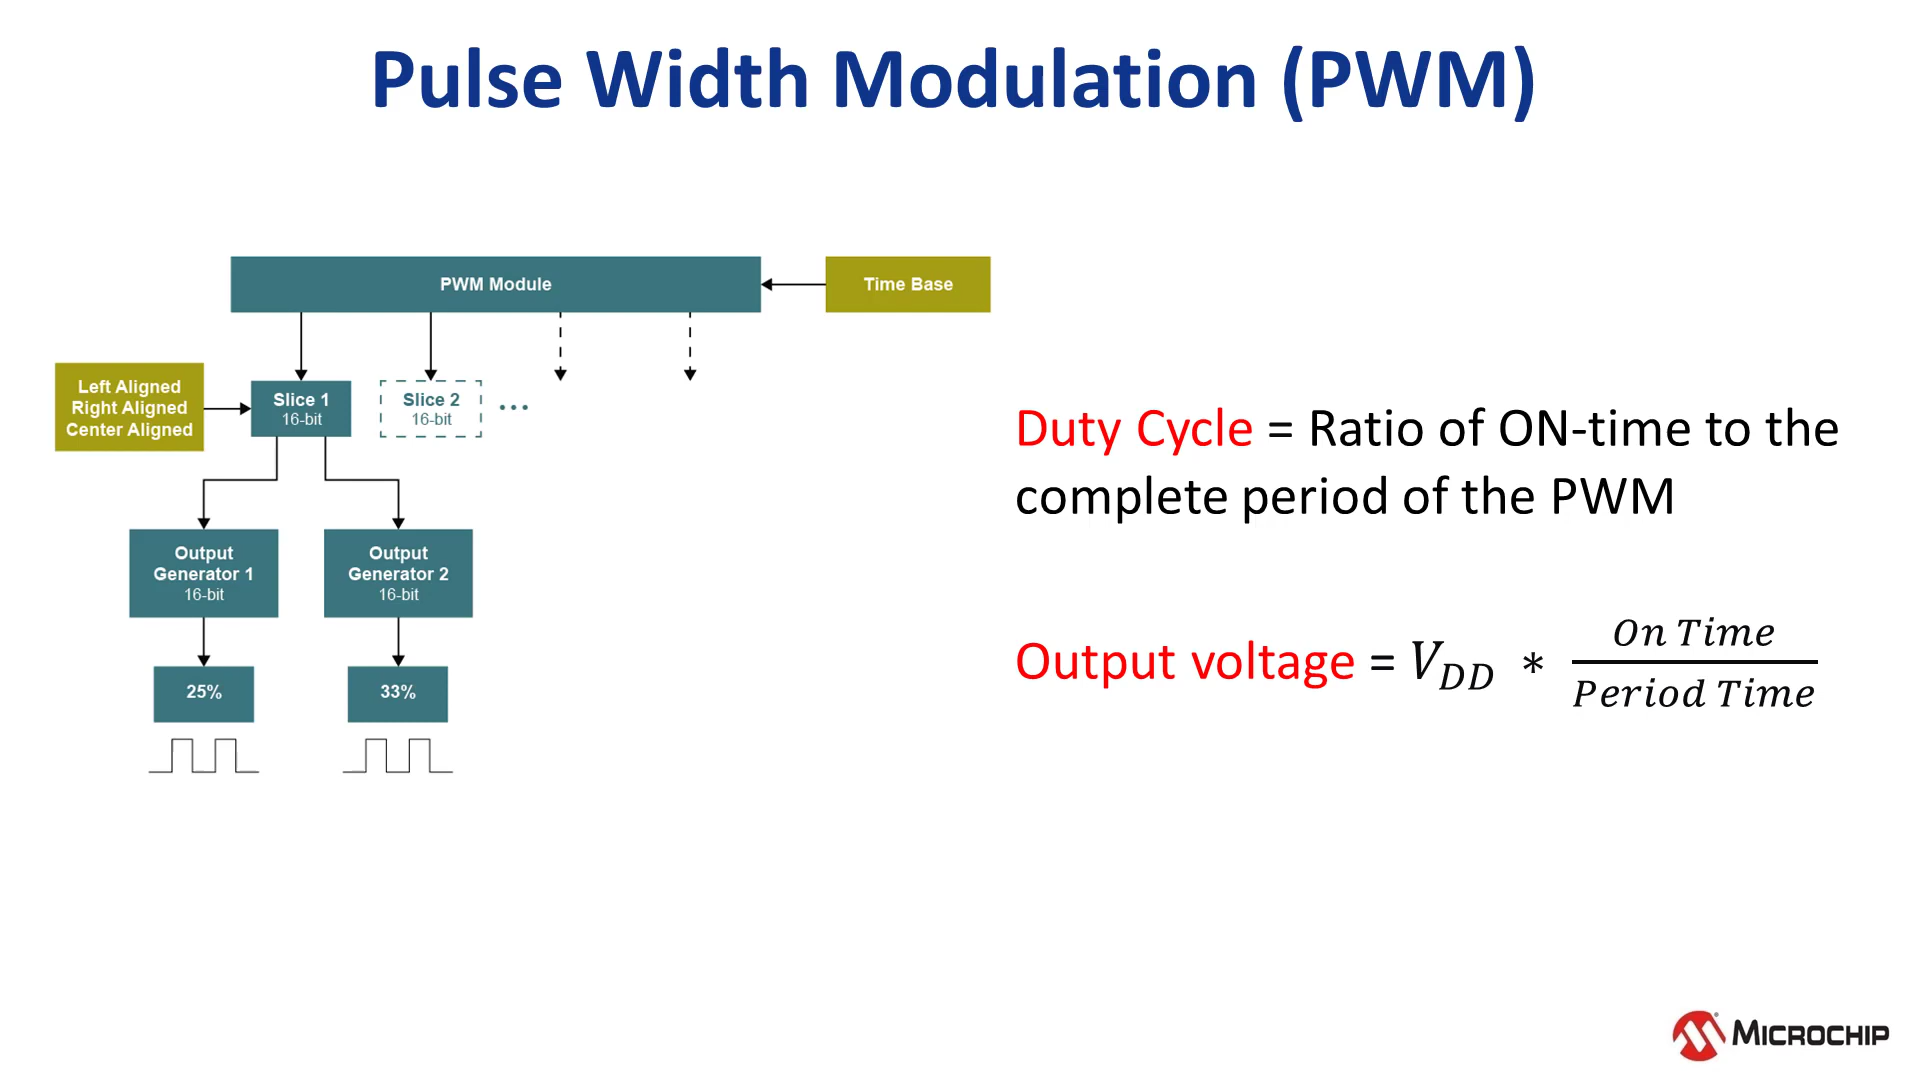 Pulse Width Modulation (PWM)
PWM Module
Time Base
Left Aligned
Right Aligned
Center Aligned
Slice 1
16-bit
Slice 2
16-bit
...
Output
Generator 1
16-bit
Output
Generator 2
16-bit
25%
33%
Duty Cycle = Ratio of ON-time to the
complete period of the PWM
Output voltage = V_DD * On Time / Period Time
MICROCHIP